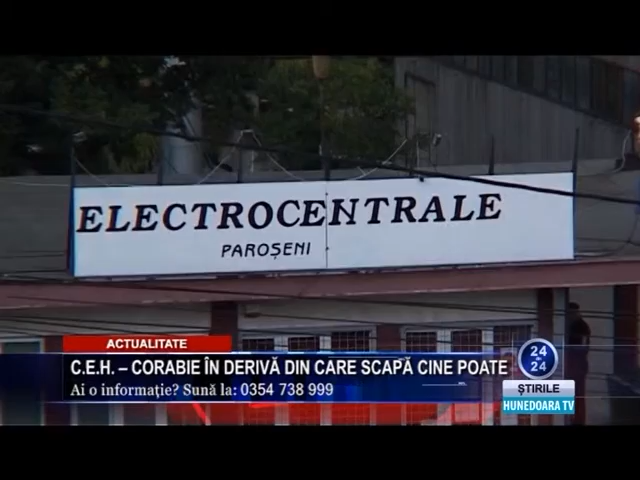 ELECTROCENTRALE
PAROȘENI
ACTUALITATE
C.E.H. – CORABIE ÎN DERIVĂ DIN CARE SCAPĂ CINE POATE
Ai o informație? Sună la: 0354 738 999
24
24
ȘTIRILE
HUNEDOARA TV